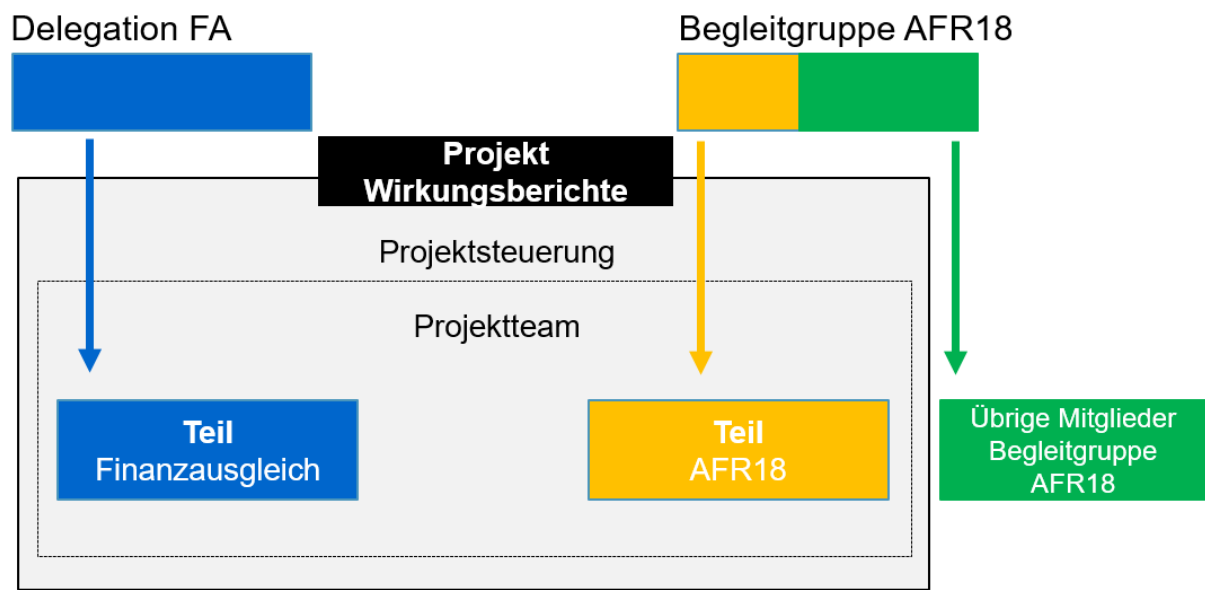 Delegation FA
Begleitgruppe AFR18
Projekt
Wirkungsberichte
Projektsteuerung
Projektteam
Teil
Finanzausgleich
Teil
AFR18
Übrige Mitglieder
Begleitgruppe
AFR18